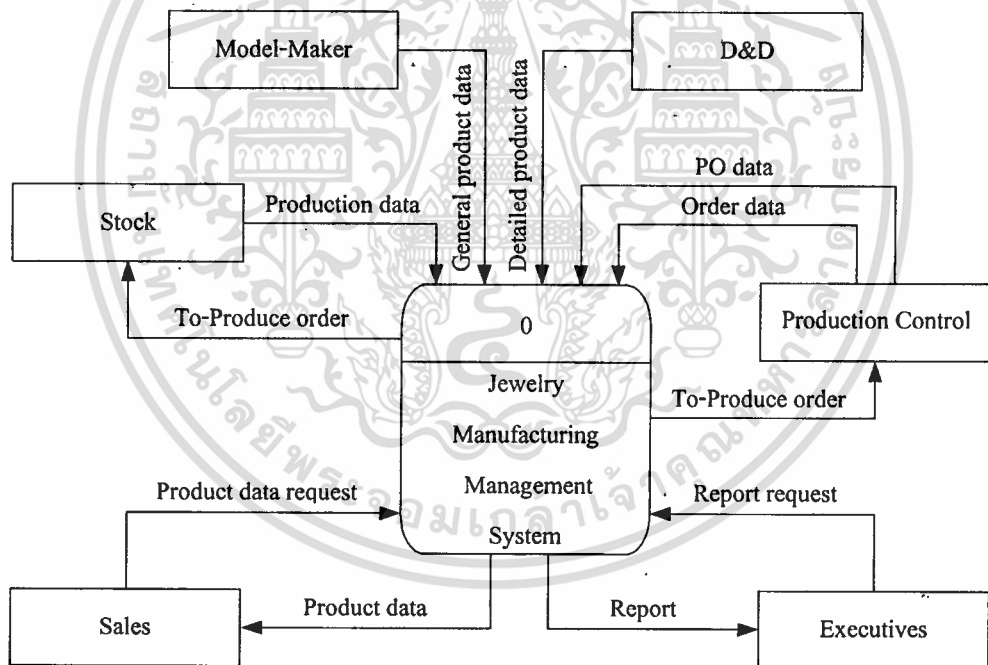 Model-Maker
D&D
General product data
Detailed product data
PO data
Order data
Stock
Production data
To-Produce order
0
Jewelry
Manufacturing
Management
System
Production Control
To-Produce order
Product data request
Report request
Sales
Product data
Report
Executives